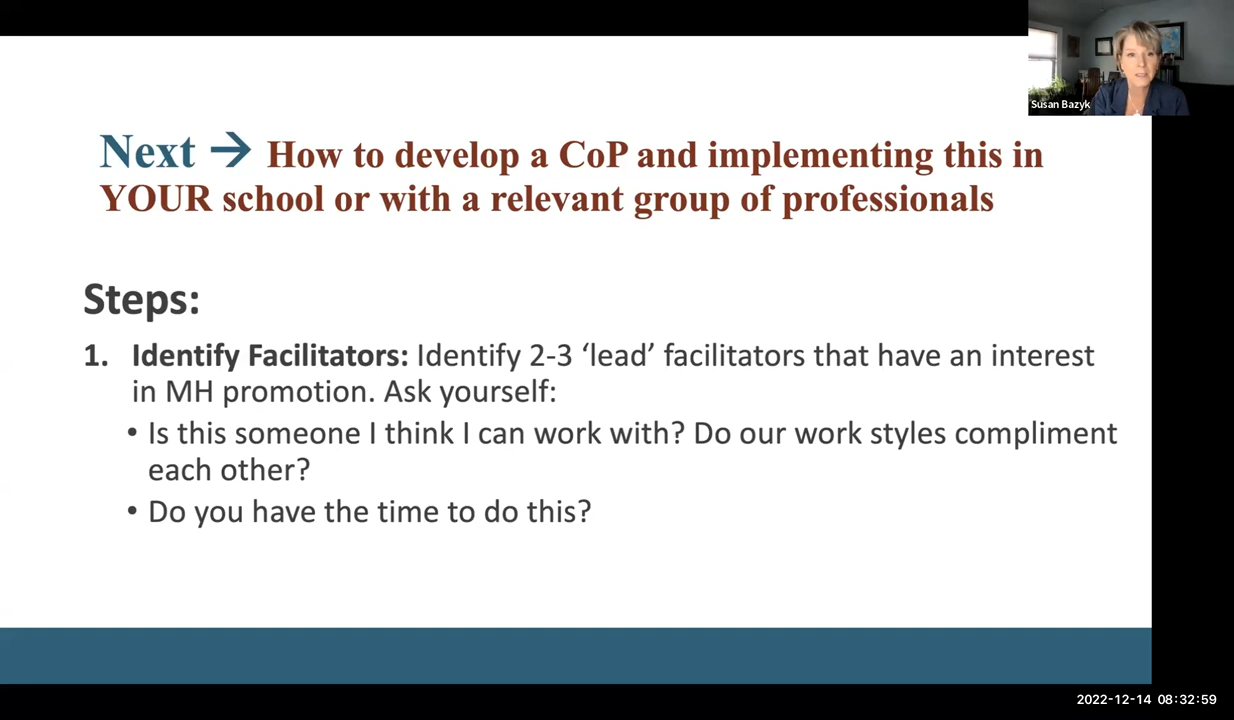 Susan Bazyk
Next → How to develop a CoP and implementing this in
YOUR school or with a relevant group of professionals
Steps:
1. Identify Facilitators: Identify 2-3 ‘lead’ facilitators that have an interest
in MH promotion. Ask yourself:
• Is this someone I think I can work with? Do our work styles compliment
each other?
• Do you have the time to do this?
2022-12-14 08:32:59